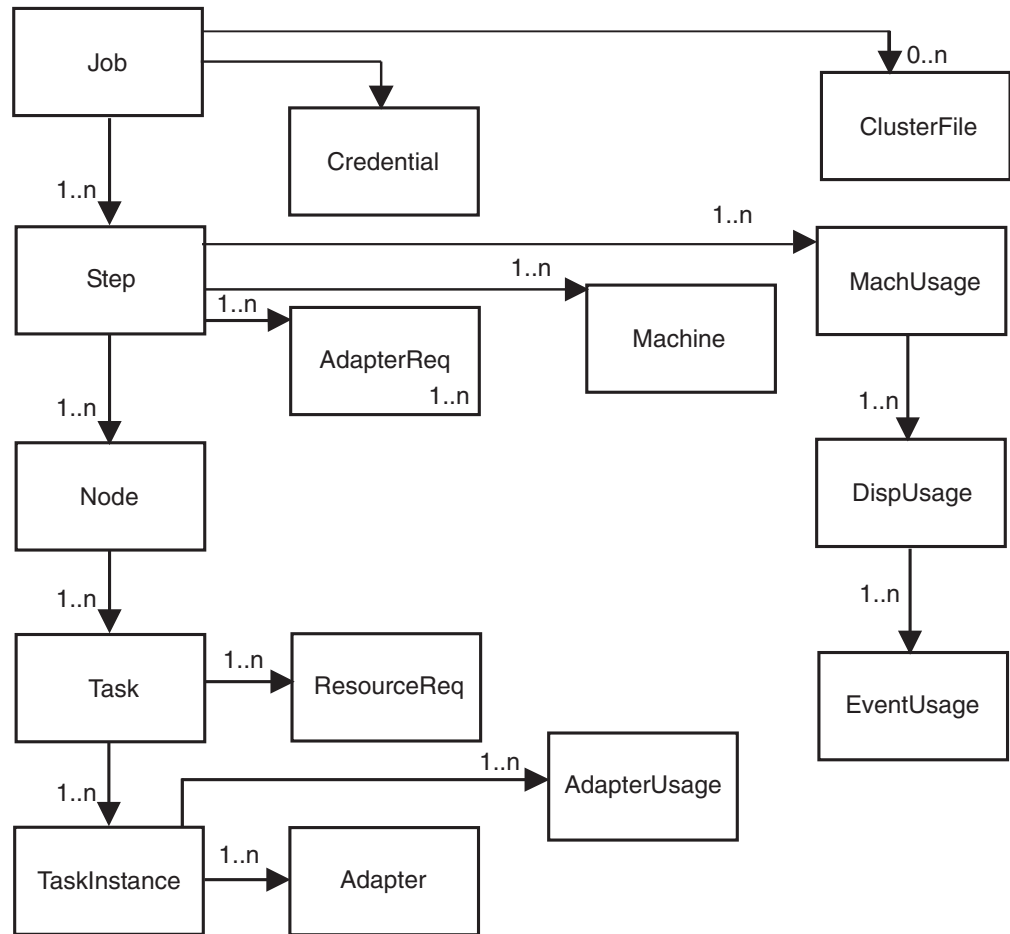 Job
0..n
ClusterFile
Credential
1..n
1..n
Step
1..n
MachUsage
1..n
Machine
AdapterReq
1..n
1..n
1..n
Node
DispUsage
1..n
1..n
Task
1..n
ResourceReq
EventUsage
1..n
1..n
AdapterUsage
TaskInstance
1..n
Adapter